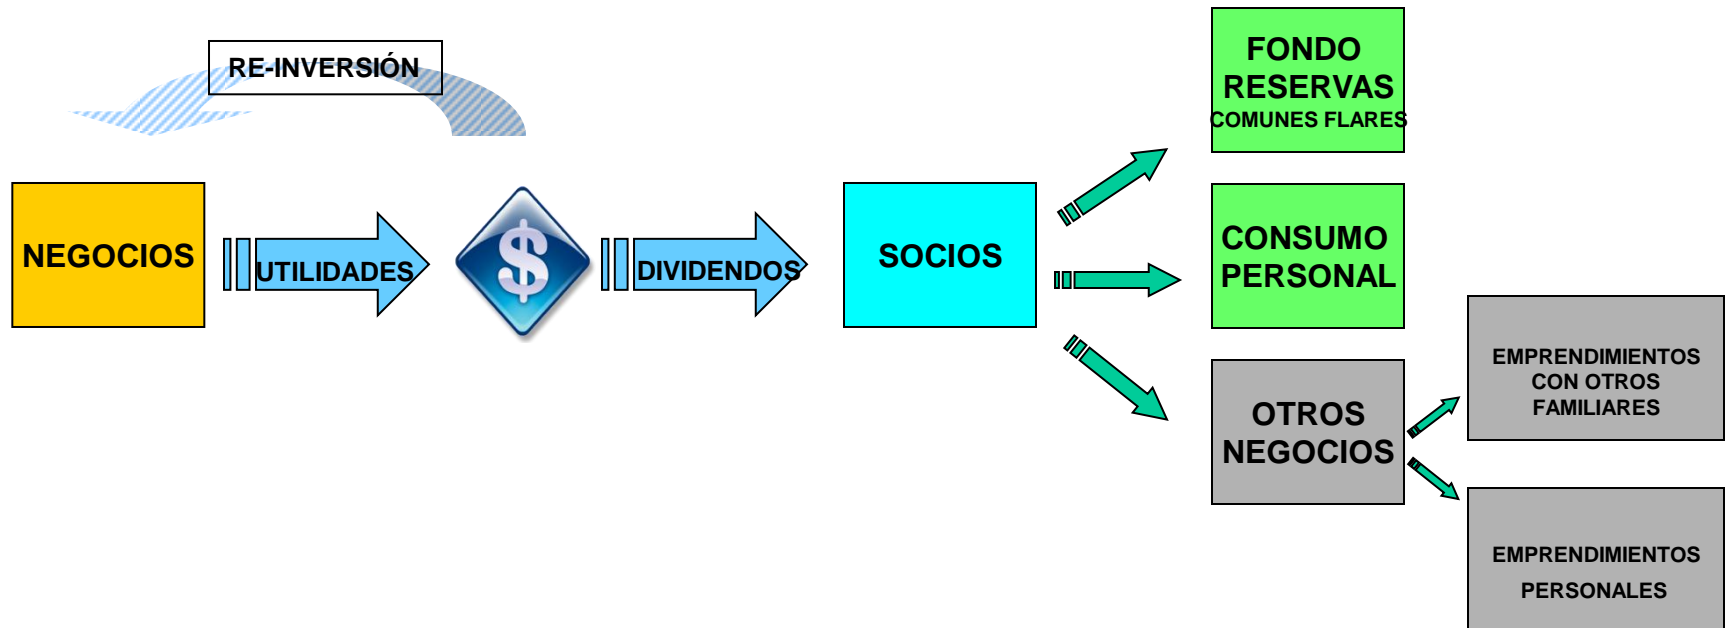 RE-INVERSIÓN
NEGOCIOS
UTILIDADES
$
DIVIDENDOS
SOCIOS
FONDO
RESERVAS
COMUNES FLARES
CONSUMO
PERSONAL
OTROS
NEGOCIOS
EMPRENDIMIENTOS
CON OTROS
FAMILIARES
EMPRENDIMIENTOS
PERSONALES